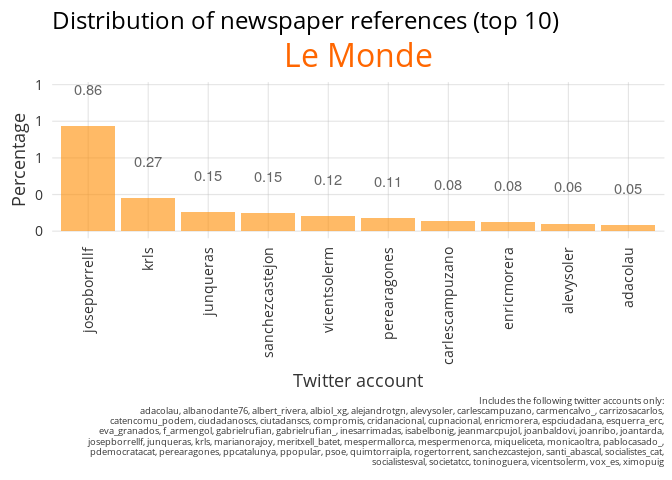 Distribution of newspaper references (top 10)
Le Monde
Percentage
1
1
1
0
0
0.86
0.27
0.15
0.15
0.12
0.11
0.08
0.08
0.06
0.05
josepborrellf
krls
junqueras
sanchezcastejon
vicentsolerm
perearagones
carlescampuzano
enricmorera
alevysoler
adacolau
Twitter account
Includes the following twitter accounts only:
adacolau, albanodante76, albert_rivera, albiol_xg, alejandrotgn, alevysoler, carlescampuzano, carmencalvo_, carrizosacarlos,
catencomu_podem, ciudadanoscs, ciutadanscs, compromis, cridanacional, cupnacional, enricmorera, espciudadana, esquerra_erc,
eva_granados, f_armengol, gabrielrufian, gabrielrufian_, inesarrimadas, isabelbonig, jeanmarcpujol, joanbaldovi, joanribo, joantarda,
josepborrellf, junqueras, krls, marianorajoy, meritxell_batet, mespermallorca, mespermenorca, miqueliceta, monicaoltra, pablocasado_,
pdemocratacat, perearagones, ppcatalunya, ppopular, psoe, quimtorraipla, rogertorrent, sanchezcastejon, santi_abascal, socialistes_cat,
socialistesval, societatcc, toninoguera, vicentsolerm, vox_es, ximopuig